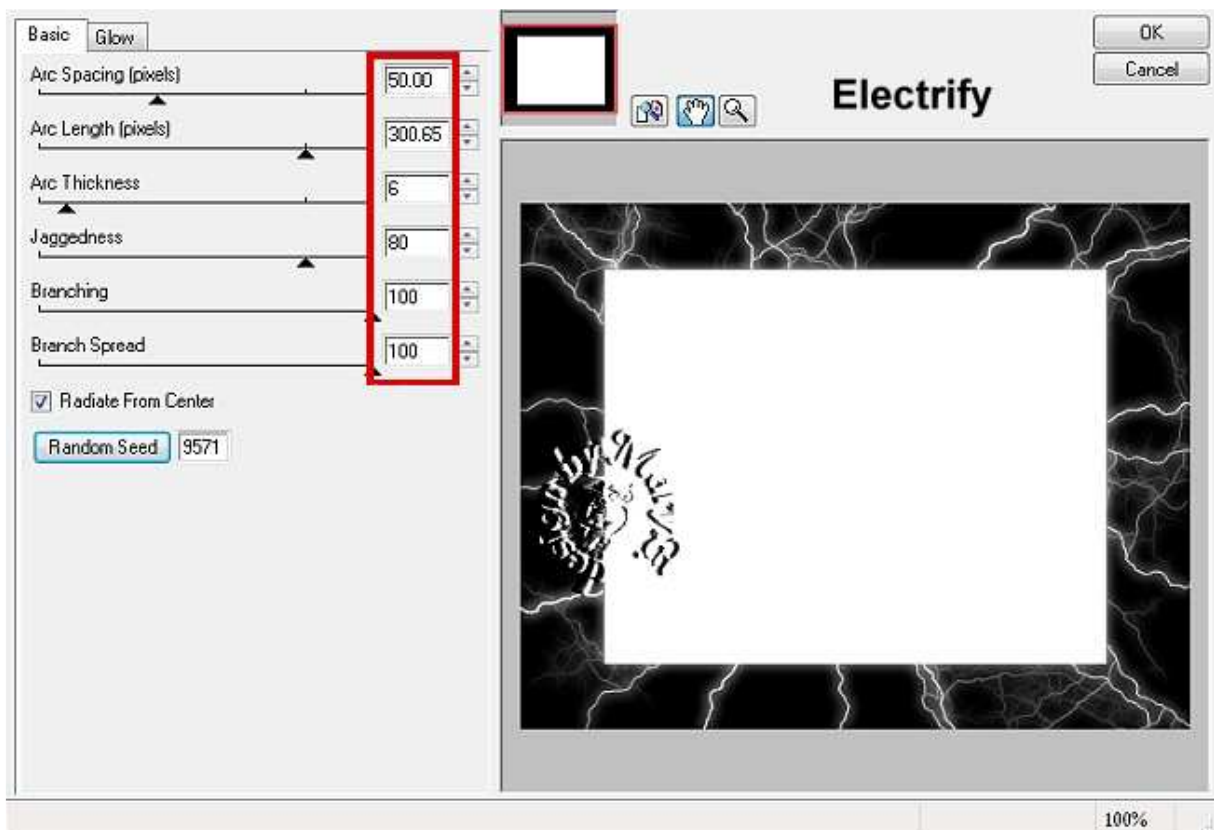 Basic Glow
Arc Spacing (pixels)
50.00
Arc Length (pixels)
300.65
Arc Thickness
6
Jaggedness
80
Branching
100
Branch Spread
100
Radiate From Center
Random Seed 9571
Electrify
OK
Cancel
100%